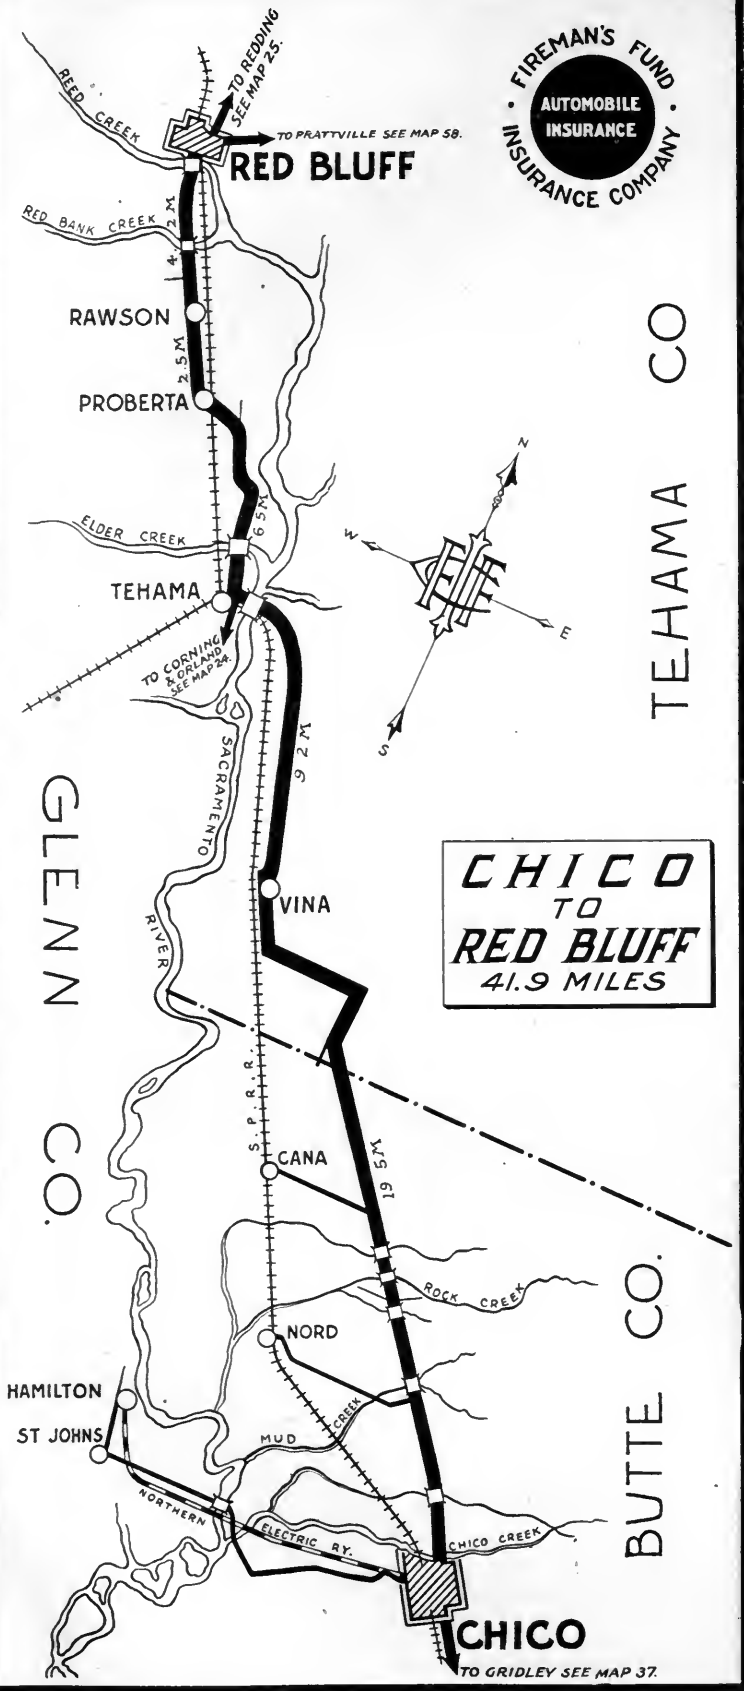 TO REDDING
SEE MAP 25.
FIREMAN'S FUND
AUTOMOBILE
INSURANCE
INSURANCE COMPANY
REED CREEK
TO PRATTVILLE SEE MAP 58.
RED BLUFF
RED BANK CREEK
4.2M
RAWSON
TEHAMA CO
2.5M
PROBERTA
N
W
E
S
6 5M
ELDER CREEK
TEHAMA
TO CORNING
& ORLAND
SEE MAP 24.
9 2 M
SACRAMENTO RIVER
GLENN CO.
CHICO
TO
RED BLUFF
41.9 MILES
VINA
S. P. R. R.
CANA
19 5M
ROCK CREEK
BUTTE CO.
NORD
HAMILTON
ST JOHNS
MUD CREEK
NORTHERN ELECTRIC RY.
CHICO CREEK
CHICO
TO GRIDLEY SEE MAP 37.